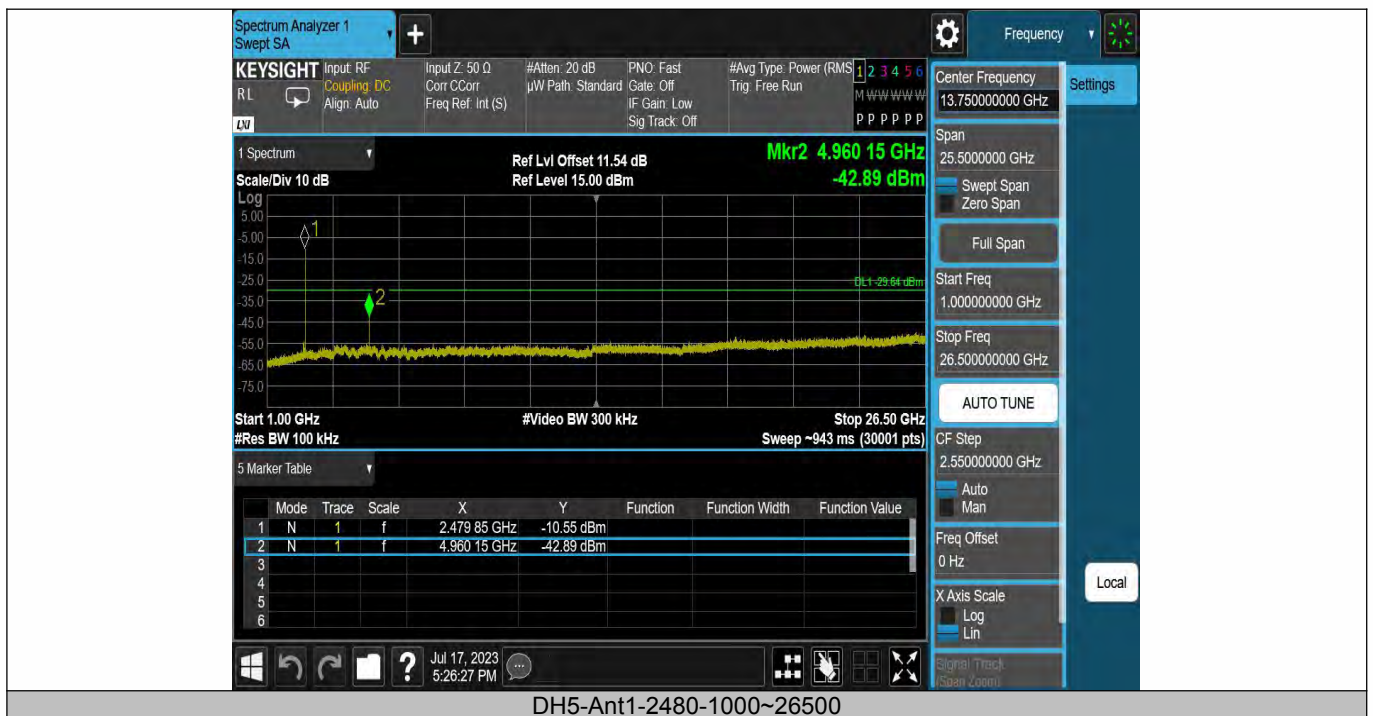 Spectrum Analyzer 1
Swept SA
+
Frequency
KEYSIGHT
RL
LXI
Input: RF
Coupling: DC
Align: Auto
Input Z: 50 Ω
Corr CCorr
Freq Ref: Int (S)
#Atten: 20 dB
µW Path: Standard
PNO: Fast
Gate: Off
IF Gain: Low
Sig Track: Off
#Avg Type: Power (RMS
Trig: Free Run
1 2 3 4 5 6
M W W W W W
P P P P P P
1 Spectrum
Scale/Div 10 dB
Ref Lvl Offset 11.54 dB
Ref Level 15.00 dBm
Mkr2 4.960 15 GHz
-42.89 dBm
Log
5.00
-5.00
-15.0
-25.0
-35.0
-45.0
-55.0
-65.0
-75.0
1
2
DL1 -29.64 dBm
Start 1.00 GHz
#Video BW 300 kHz
Stop 26.50 GHz
#Res BW 100 kHz
Sweep ~943 ms (30001 pts)
5 Marker Table
Mode Trace Scale X Y Function Function Width Function Value
1 N 1 f 2.479 85 GHz -10.55 dBm
2 N 1 f 4.960 15 GHz -42.89 dBm
3
4
5
6
?
Jul 17, 2023
5:26:27 PM
Center Frequency
13.750000000 GHz
Settings
Span
25.5000000 GHz
Swept Span
Zero Span
Full Span
Start Freq
1.000000000 GHz
Stop Freq
26.500000000 GHz
AUTO TUNE
CF Step
2.550000000 GHz
Auto
Man
Freq Offset
0 Hz
Local
X Axis Scale
Log
Lin
Signal Track
(Span Zoom)
DH5-Ant1-2480-1000~26500